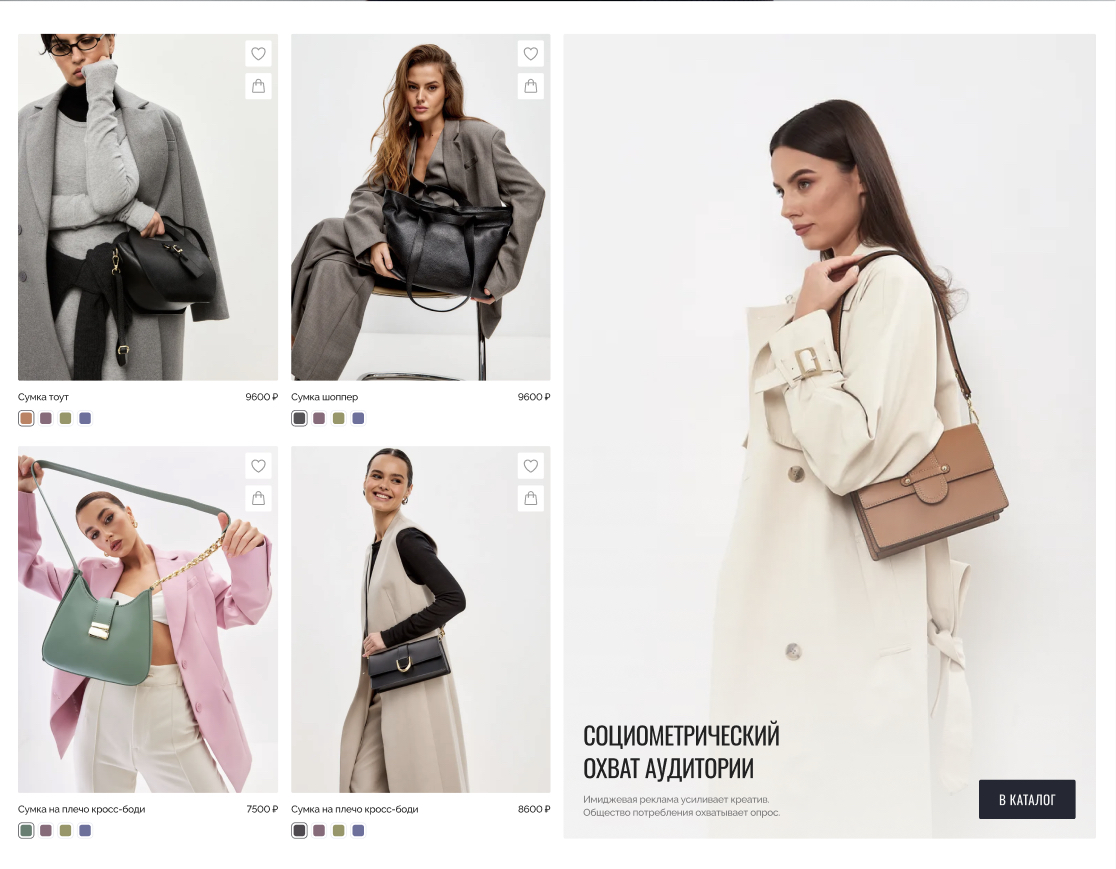 Сумка тоут
9600 ₽
Сумка шоппер
9600 ₽
Сумка на плечо кросс-боди
7500 ₽
Сумка на плечо кросс-боди
8600 ₽
СОЦИОМЕТРИЧЕСКИЙ
ОХВАТ АУДИТОРИИ
Имиджевая реклама усиливает креатив.
Общество потребления охватывает опрос.
В КАТАЛОГ